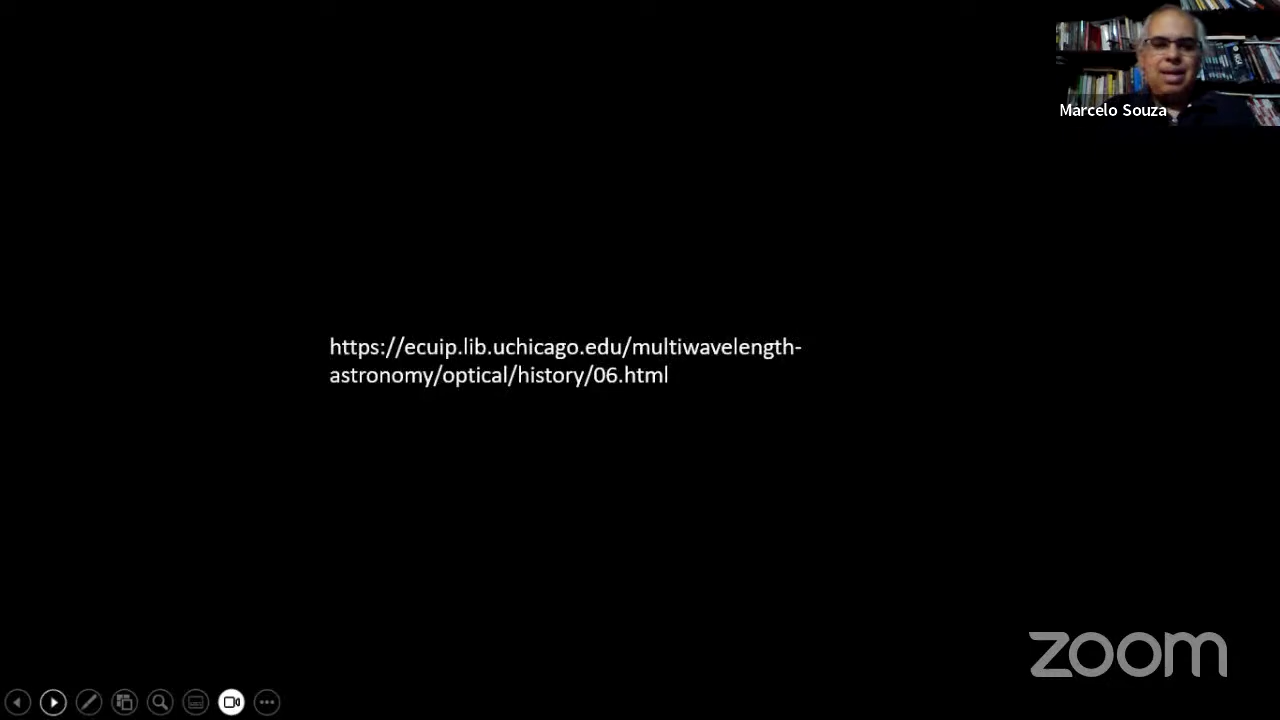 Marcelo Souza
https://ecuip.lib.uchicago.edu/multiwavelength-
astronomy/optical/history/06.html
zoom